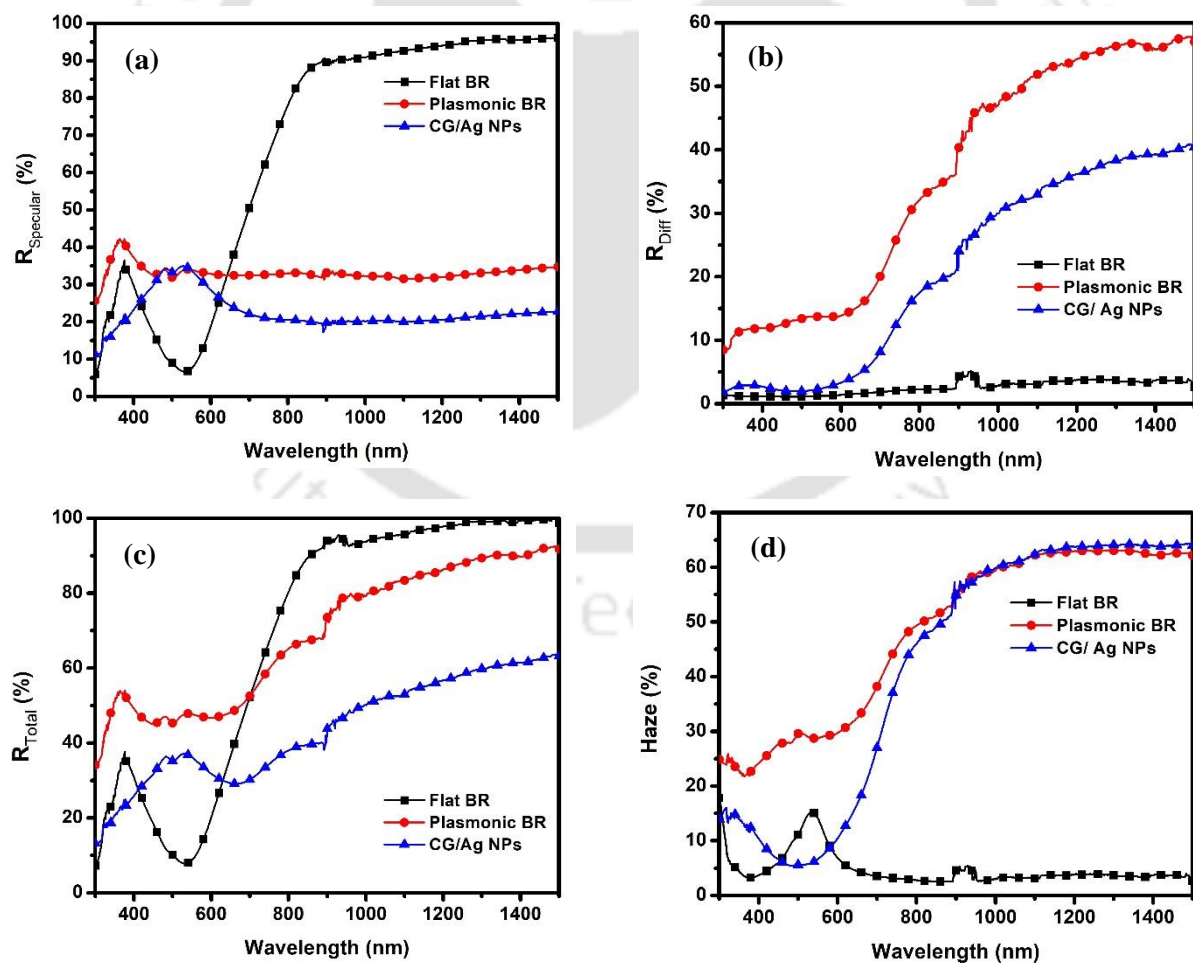 (a)
Flat BR
Plasmonic BR
CG/Ag NPs
R_Specular (%)
100
90
80
70
60
50
40
30
20
10
0
400 600 800 1000 1200 1400
Wavelength (nm)
(b)
Flat BR
Plasmonic BR
CG/ Ag NPs
R_Diff (%)
60
50
40
30
20
10
0
400 600 800 1000 1200 1400
Wavelength (nm)
(c)
Flat BR
Plasmonic BR
CG/Ag NPs
R_Total (%)
100
80
60
40
20
0
400 600 800 1000 1200 1400
Wavelength (nm)
(d)
Flat BR
Plasmonic BR
CG/ Ag NPs
Haze (%)
70
60
50
40
30
20
10
0
400 600 800 1000 1200 1400
Wavelength (nm)